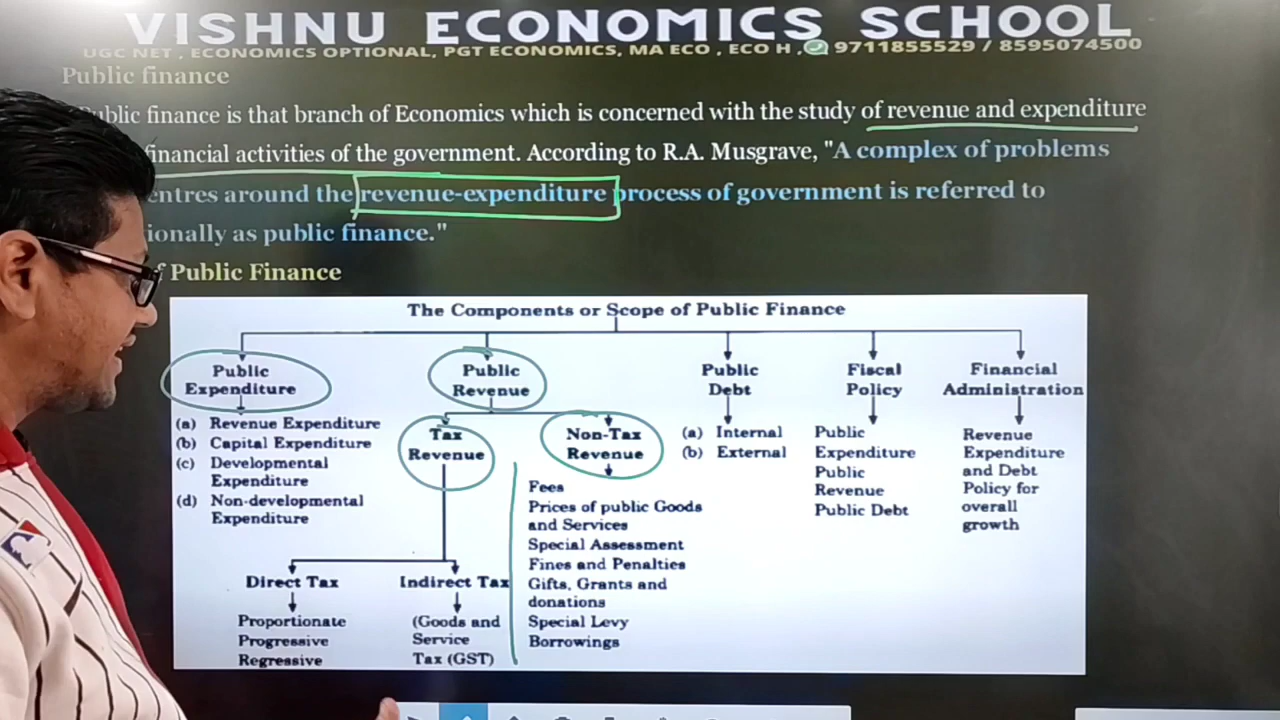 VISHNU ECONOMICS SCHOOL
UGC NET , ECONOMICS OPTIONAL, PGT ECONOMICS, MA ECO , ECO H , 9711855529 / 8595074500
Public finance
finance is that branch of Economics which is concerned with the study of revenue and expenditure
financial activities of the government. According to R.A. Musgrave, "A complex of problems
around the revenue-expenditure process of government is referred to
as public finance."
Public Finance
The Components or Scope of Public Finance
Public
Expenditure
(a) Revenue Expenditure
(b) Capital Expenditure
(c) Developmental
Expenditure
(d) Non-developmental
Expenditure
Public
Revenue
Tax
Revenue
Direct Tax
Proportionate
Progressive
Regressive
Indirect Tax
(Goods and
Service
Tax (GST)
Non-Tax
Revenue
Fees
Prices of public Goods
and Services
Special Assessment
Fines and Penalties
Gifts, Grants and
donations
Special Levy
Borrowings
Public
Debt
(a) Internal
(b) External
Fiscal
Policy
Public
Expenditure
Public
Revenue
Public Debt
Financial
Administration
Revenue
Expenditure
and Debt
Policy for
overall
growth